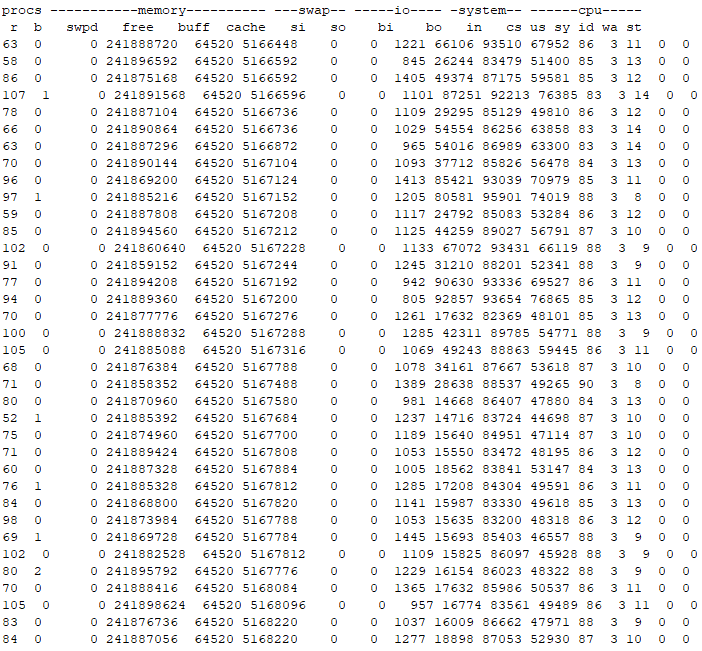 procs -----------memory---------- ---swap-- -----io---- -system-- ------cpu-----
r b swpd free buff cache si so bi bo in cs us sy id wa st
63 0 0 241888720 64520 5166448 0 0 1221 66106 93510 67952 86 3 11 0 0
58 0 0 241896592 64520 5166592 0 0 845 26244 83479 51400 85 3 13 0 0
86 0 0 241875168 64520 5166592 0 0 1405 49374 87175 59581 85 3 12 0 0
107 1 0 241891568 64520 5166596 0 0 1101 87251 92213 76385 83 3 14 0 0
78 0 0 241887104 64520 5166736 0 0 1109 29295 85129 49810 86 3 12 0 0
66 0 0 241890864 64520 5166736 0 0 1029 54554 86256 63858 83 3 14 0 0
63 0 0 241887296 64520 5166872 0 0 965 54016 86989 63300 83 3 14 0 0
70 0 0 241890144 64520 5167104 0 0 1093 37712 85826 56478 84 3 13 0 0
96 0 0 241869200 64520 5167124 0 0 1413 85421 93039 70979 85 3 11 0 0
97 1 0 241885216 64520 5167152 0 0 1205 80581 95901 74019 88 3 8 0 0
59 0 0 241887808 64520 5167208 0 0 1117 24792 85083 53284 86 3 12 0 0
85 0 0 241894560 64520 5167212 0 0 1125 44259 89027 56791 87 3 10 0 0
102 0 0 241860640 64520 5167228 0 0 1133 67072 93431 66119 88 3 9 0 0
91 0 0 241859152 64520 5167244 0 0 1245 31210 88201 52341 88 3 9 0 0
77 0 0 241894208 64520 5167192 0 0 942 90630 93336 69527 86 3 11 0 0
94 0 0 241889360 64520 5167200 0 0 805 92857 93654 76865 85 3 12 0 0
70 0 0 241877776 64520 5167276 0 0 1261 17632 82369 48101 85 3 13 0 0
100 0 0 241888832 64520 5167288 0 0 1285 42311 89785 54771 88 3 9 0 0
105 0 0 241885088 64520 5167316 0 0 1069 49243 88863 59445 86 3 11 0 0
68 0 0 241876384 64520 5167788 0 0 1078 34161 87667 53618 87 3 10 0 0
71 0 0 241858352 64520 5167488 0 0 1389 28638 88537 49265 90 3 8 0 0
80 0 0 241870960 64520 5167580 0 0 981 14668 86407 47880 84 3 13 0 0
52 1 0 241885392 64520 5167684 0 0 1237 14716 83724 44698 87 3 10 0 0
75 0 0 241874960 64520 5167700 0 0 1189 15640 84951 47114 87 3 10 0 0
71 0 0 241889424 64520 5167808 0 0 1053 15550 83472 48195 86 3 12 0 0
60 0 0 241887328 64520 5167884 0 0 1005 18562 83841 53147 84 3 13 0 0
76 1 0 241885328 64520 5167812 0 0 1285 17208 84304 49591 86 3 11 0 0
84 0 0 241868800 64520 5167820 0 0 1141 15987 83330 49618 85 3 13 0 0
98 0 0 241873984 64520 5167788 0 0 1053 15635 83200 48318 86 3 12 0 0
69 1 0 241869728 64520 5167784 0 0 1445 15693 85403 46557 88 3 9 0 0
102 0 0 241882528 64520 5167812 0 0 1109 15825 86097 45928 88 3 9 0 0
80 2 0 241895792 64520 5167776 0 0 1229 16154 86023 48322 88 3 9 0 0
70 0 0 241888416 64520 5168084 0 0 1365 17632 85986 50537 86 3 11 0 0
105 0 0 241898624 64520 5168096 0 0 957 16774 83561 49489 86 3 11 0 0
83 0 0 241876736 64520 5168220 0 0 1037 16009 86662 47971 88 3 9 0 0
84 0 0 241887056 64520 5168220 0 0 1277 18898 87053 52930 87 3 10 0 0